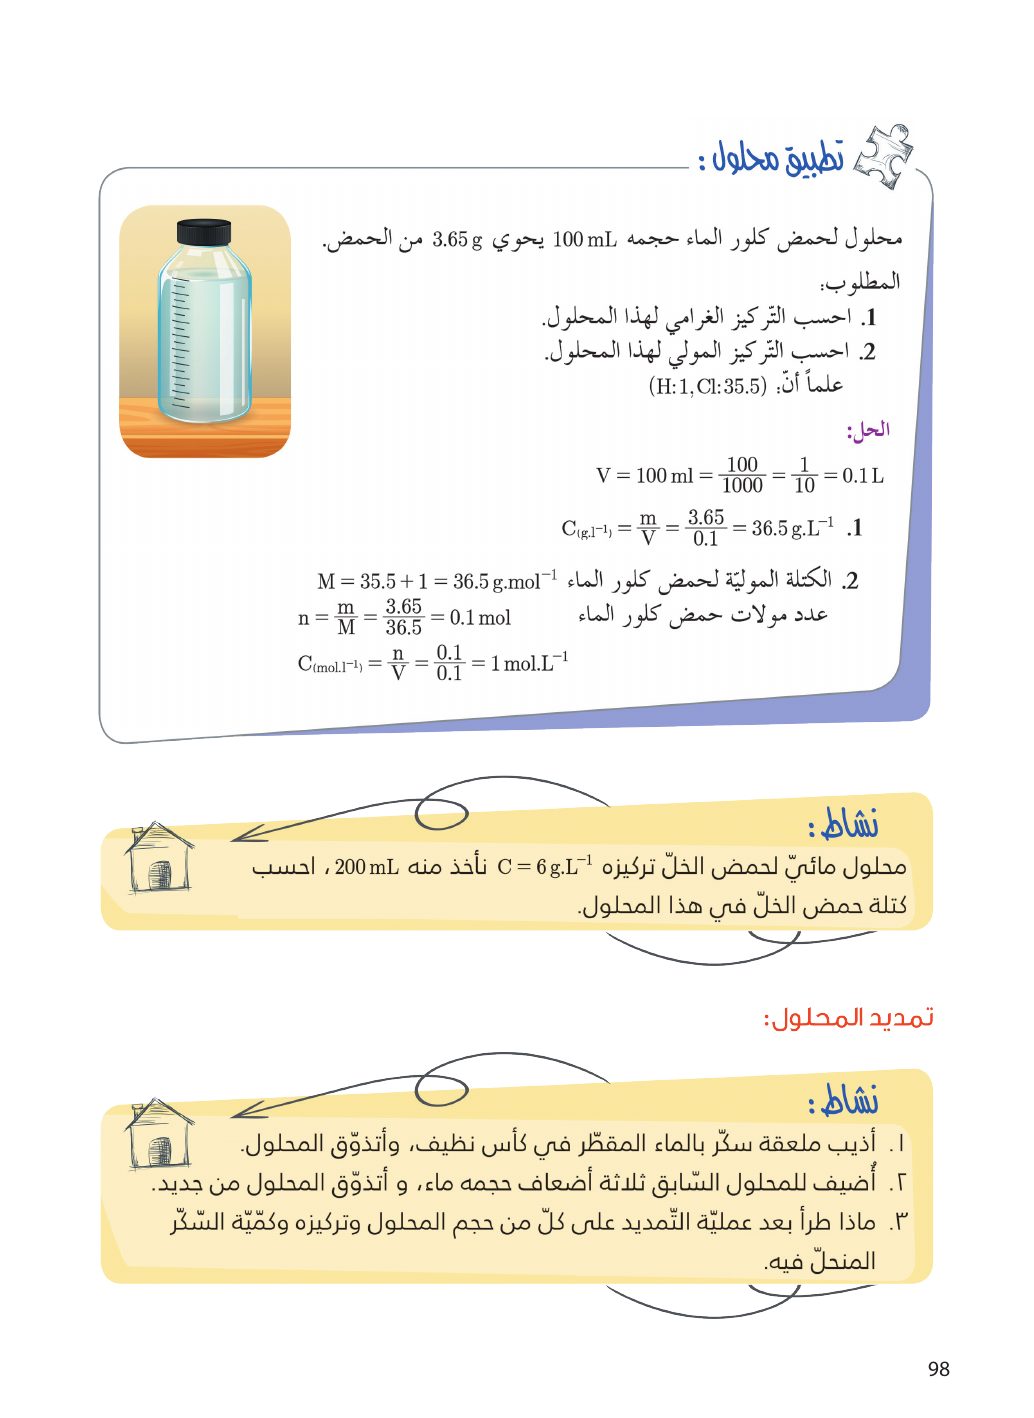 تطبيق محلول:
محلول لحمض كلور الماء حجمه 100 mL يحوي 3.65 g من الحمض.
المطلوب:
1. احسب التّركيز الغرامي لهذا المحلول.
2. احسب التّركيز المولي لهذا المحلول.
علماً أنّ: (H:1, Cl:35.5)
الحل:
V = 100 ml = 100/1000 = 1/10 = 0.1 L
1. C(g.l⁻¹) = m/V = 3.65/0.1 = 36.5 g.L⁻¹
2. الكتلة الموليّة لحمض كلور الماء M = 35.5 + 1 = 36.5 g.mol⁻¹
عدد مولات حمض كلور الماء n = m/M = 3.65/36.5 = 0.1 mol
C(mol.l⁻¹) = n/V = 0.1/0.1 = 1 mol.L⁻¹
نشاط:
محلول مائيّ لحمض الخلّ تركيزه C = 6 g.L⁻¹ نأخذ منه 200 mL، احسب
كتلة حمض الخلّ في هذا المحلول.
تمديد المحلول:
نشاط:
١. أذيب ملعقة سكّر بالماء المقطّر في كأس نظيف، وأتذوّق المحلول.
٢. أُضيف للمحلول السّابق ثلاثة أضعاف حجمه ماء، و أتذوّق المحلول من جديد.
٣. ماذا طرأ بعد عمليّة التّمديد على كلّ من حجم المحلول وتركيزه وكمّيّة السّكّر
المنحلّ فيه.
98